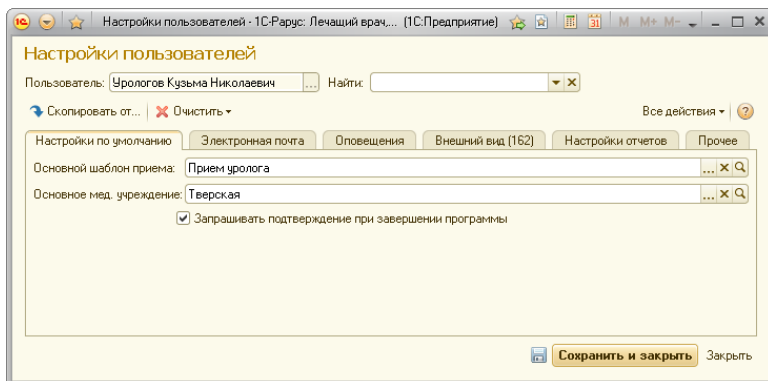 Настройки пользователей - 1С-Рарус: Лечащий врач,... (1С:Предприятие) 31 M M+ M-
Настройки пользователей
Пользователь: Урологов Кузьма Николаевич ... Найти:
Скопировать от... Очистить Все действия ?
Настройки по умолчанию Электронная почта Оповещения Внешний вид (162) Настройки отчетов Прочее
Основной шаблон приема: Прием уролога ...
Основное мед. учреждение: Тверская ...
Запрашивать подтверждение при завершении программы
Сохранить и закрыть Закрыть